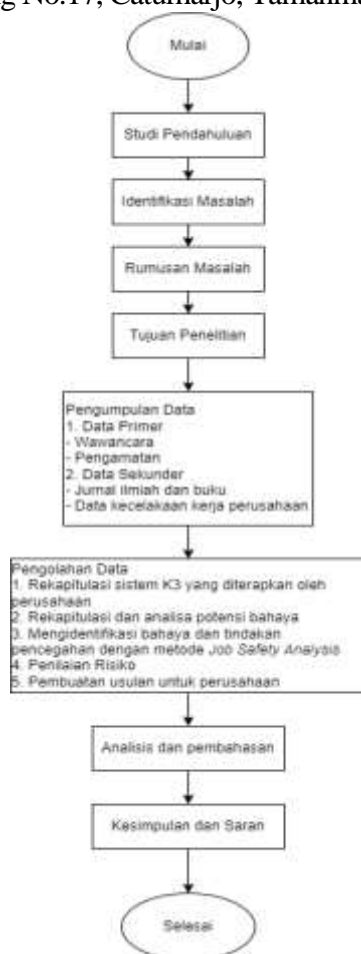 No.17, Caturharjo,
Mulai
Studi Pendahuluan
Identifikasi Masalah
Rumusan Masalah
Tujuan Penelitian
Pengumpulan Data
1. Data Primer
- Wawancara
- Pengamatan
2. Data Sekunder
- Jurnal ilmiah dan buku
- Data kecelakaan kerja perusahaan
Pengolahan Data
1. Rekapitulasi sistem K3 yang diterapkan oleh
perusahaan
2. Rekapitulasi dan analisa potensi bahaya
3. Mengidentifikasi bahaya dan tindakan
pencegahan dengan metode Job Safety Analysis
4. Penilaian Risiko
5. Pembuatan usulan untuk perusahaan
Analisis dan pembahasan
Kesimpulan dan Saran
Selesai